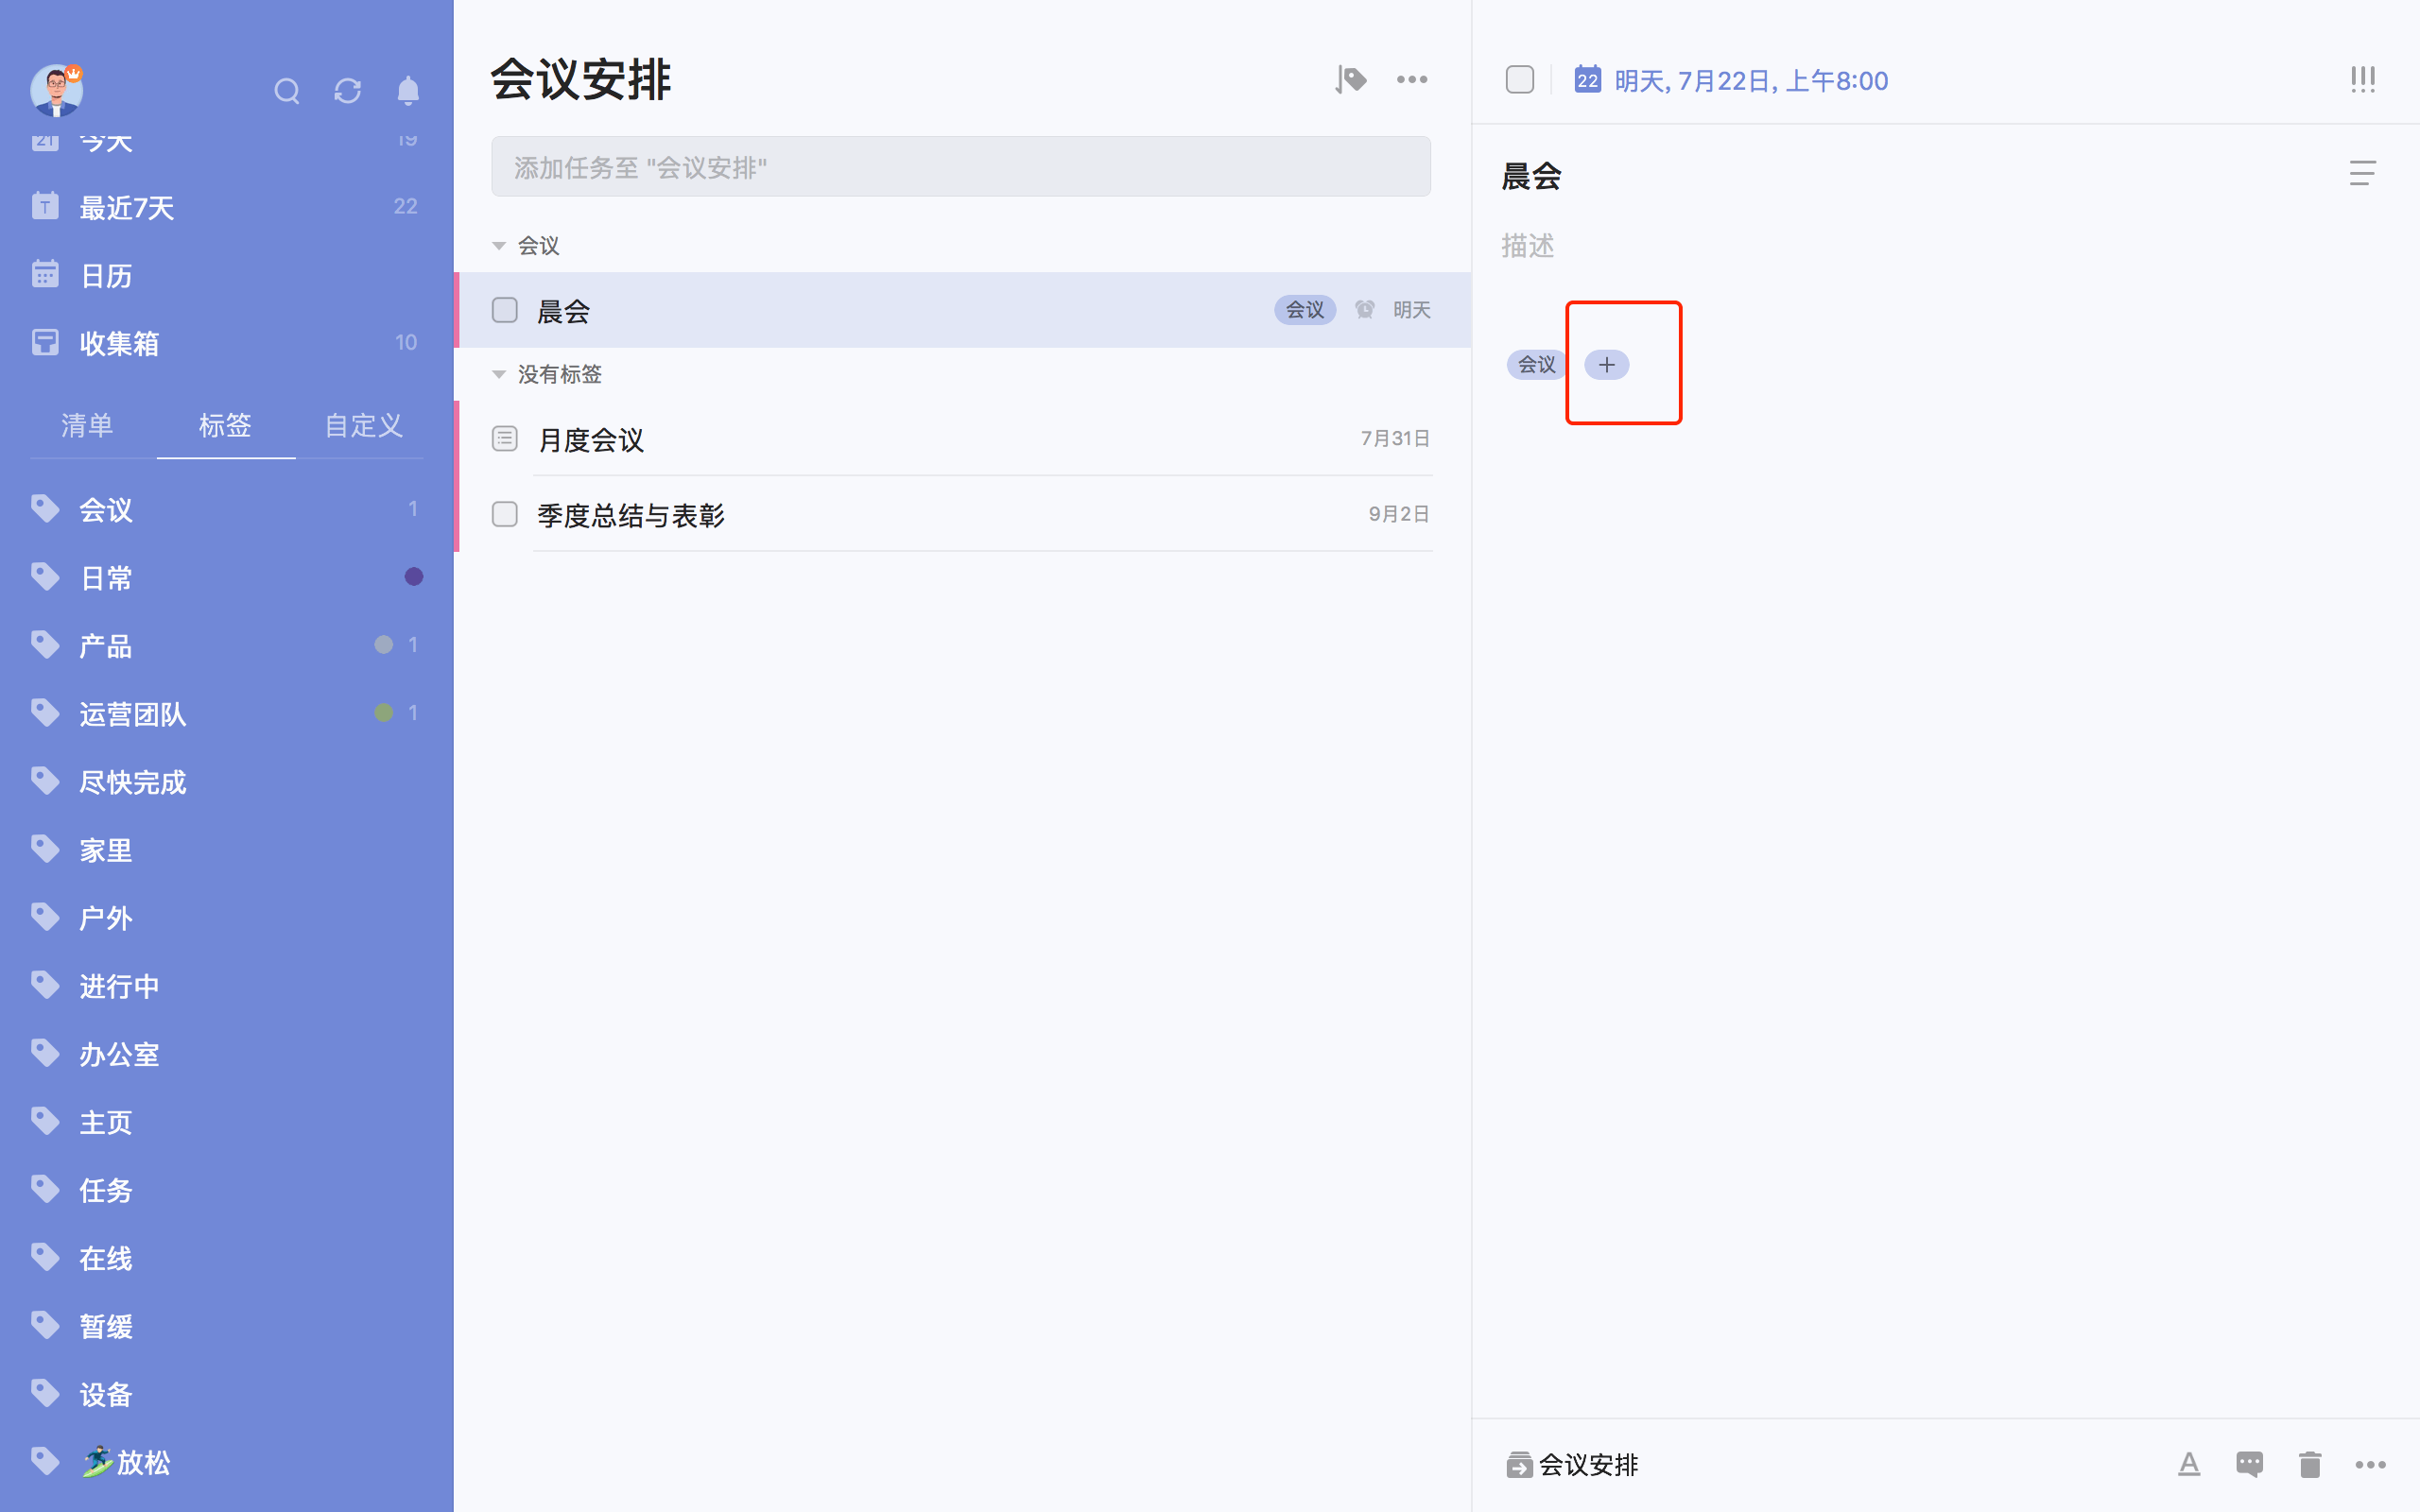 今天 19
最近7天 22
日历
收集箱 10
清单 标签 自定义
会议 1
日常
产品 1
运营团队 1
尽快完成
家里
户外
进行中
办公室
主页
任务
在线
暂缓
设备
放松
会议安排
添加任务至 "会议安排"
会议
晨会 会议 明天
没有标签
月度会议 7月31日
季度总结与表彰 9月2日
22 明天, 7月22日, 上午8:00
晨会
描述
会议 +
会议安排